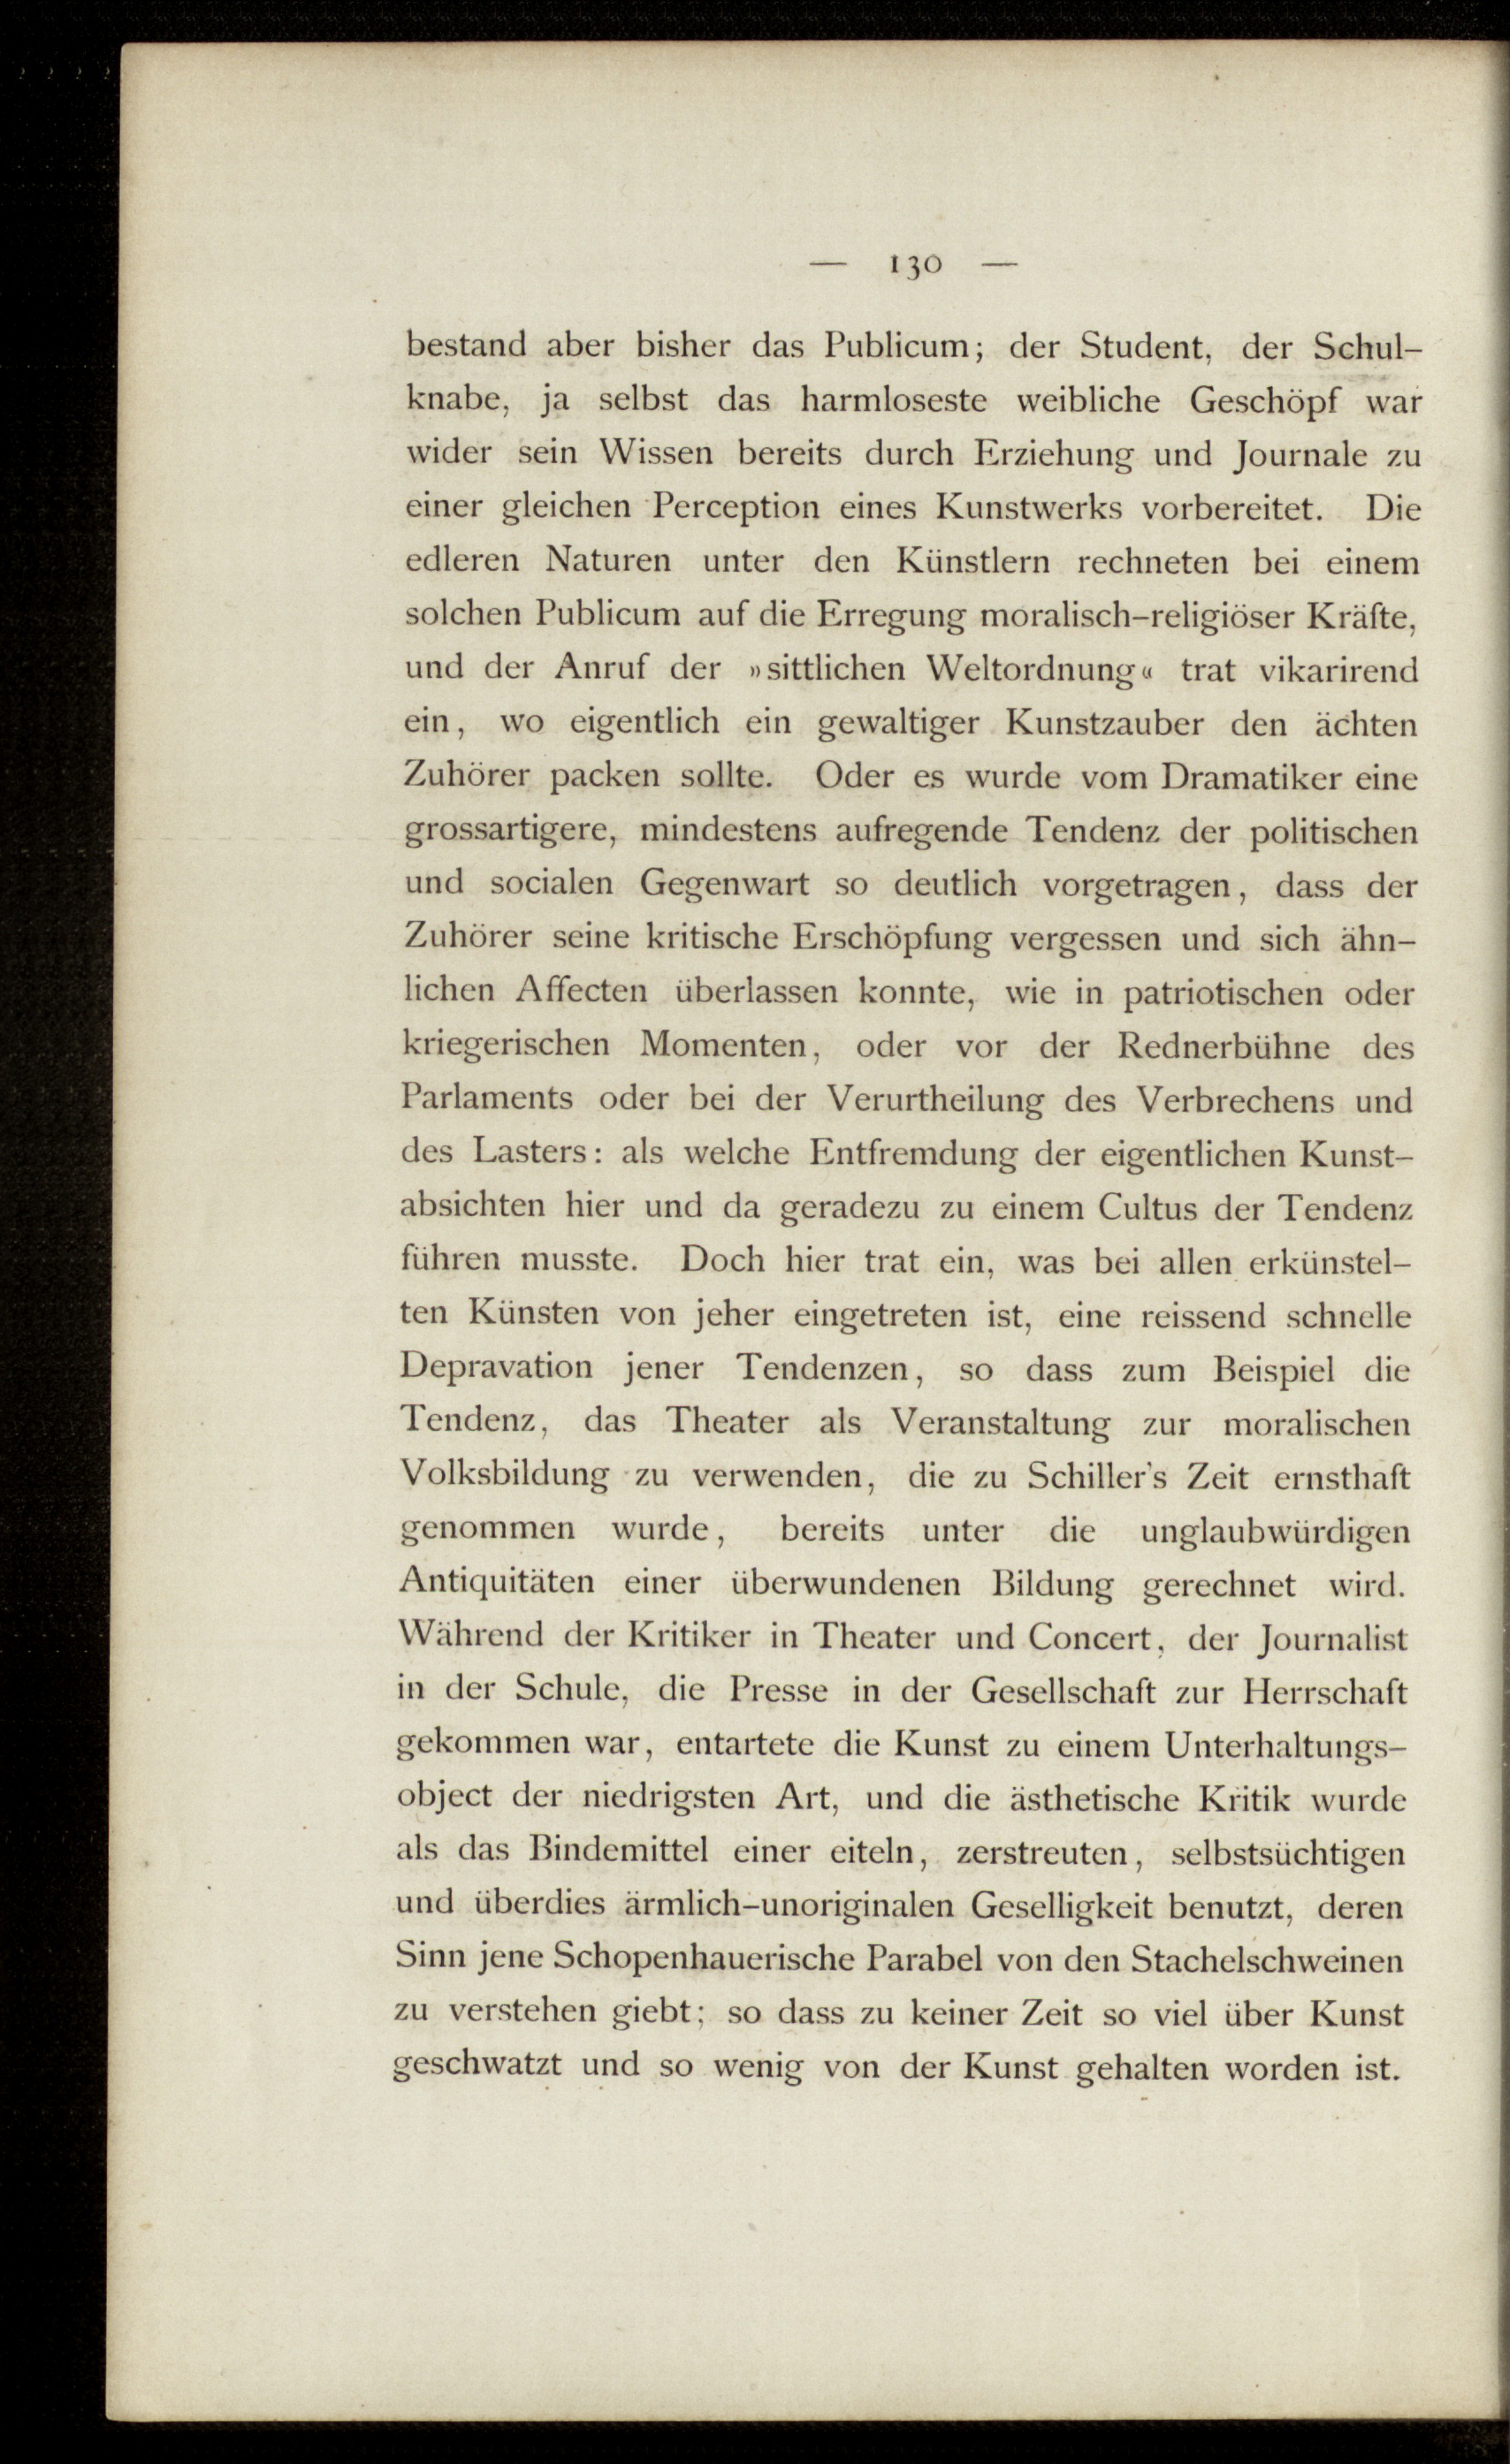 — 130 —
bestand aber bisher das Publicum; der Student, der Schul-
knabe, ja selbst das harmloseste weibliche Geschöpf war
wider sein Wissen bereits durch Erziehung und Journale zu
einer gleichen Perception eines Kunstwerks vorbereitet. Die
edleren Naturen unter den Künstlern rechneten bei einem
solchen Publicum auf die Erregung moralisch-religiöser Kräfte,
und der Anruf der »sittlichen Weltordnung« trat vikarirend
ein, wo eigentlich ein gewaltiger Kunstzauber den ächten
Zuhörer packen sollte. Oder es wurde vom Dramatiker eine
grossartigere, mindestens aufregende Tendenz der politischen
und socialen Gegenwart so deutlich vorgetragen, dass der
Zuhörer seine kritische Erschöpfung vergessen und sich ähn-
lichen Affecten überlassen konnte, wie in patriotischen oder
kriegerischen Momenten, oder vor der Rednerbühne des
Parlaments oder bei der Verurtheilung des Verbrechens und
des Lasters: als welche Entfremdung der eigentlichen Kunst-
absichten hier und da geradezu zu einem Cultus der Tendenz
führen musste. Doch hier trat ein, was bei allen erkünstel-
ten Künsten von jeher eingetreten ist, eine reissend schnelle
Depravation jener Tendenzen, so dass zum Beispiel die
Tendenz, das Theater als Veranstaltung zur moralischen
Volksbildung zu verwenden, die zu Schiller's Zeit ernsthaft
genommen wurde, bereits unter die unglaubwürdigen
Antiquitäten einer überwundenen Bildung gerechnet wird.
Während der Kritiker in Theater und Concert, der Journalist
in der Schule, die Presse in der Gesellschaft zur Herrschaft
gekommen war, entartete die Kunst zu einem Unterhaltungs-
object der niedrigsten Art, und die ästhetische Kritik wurde
als das Bindemittel einer eiteln, zerstreuten, selbstsüchtigen
und überdies ärmlich-unoriginalen Geselligkeit benutzt, deren
Sinn jene Schopenhauerische Parabel von den Stachelschweinen
zu verstehen giebt; so dass zu keiner Zeit so viel über Kunst
geschwatzt und so wenig von der Kunst gehalten worden ist.